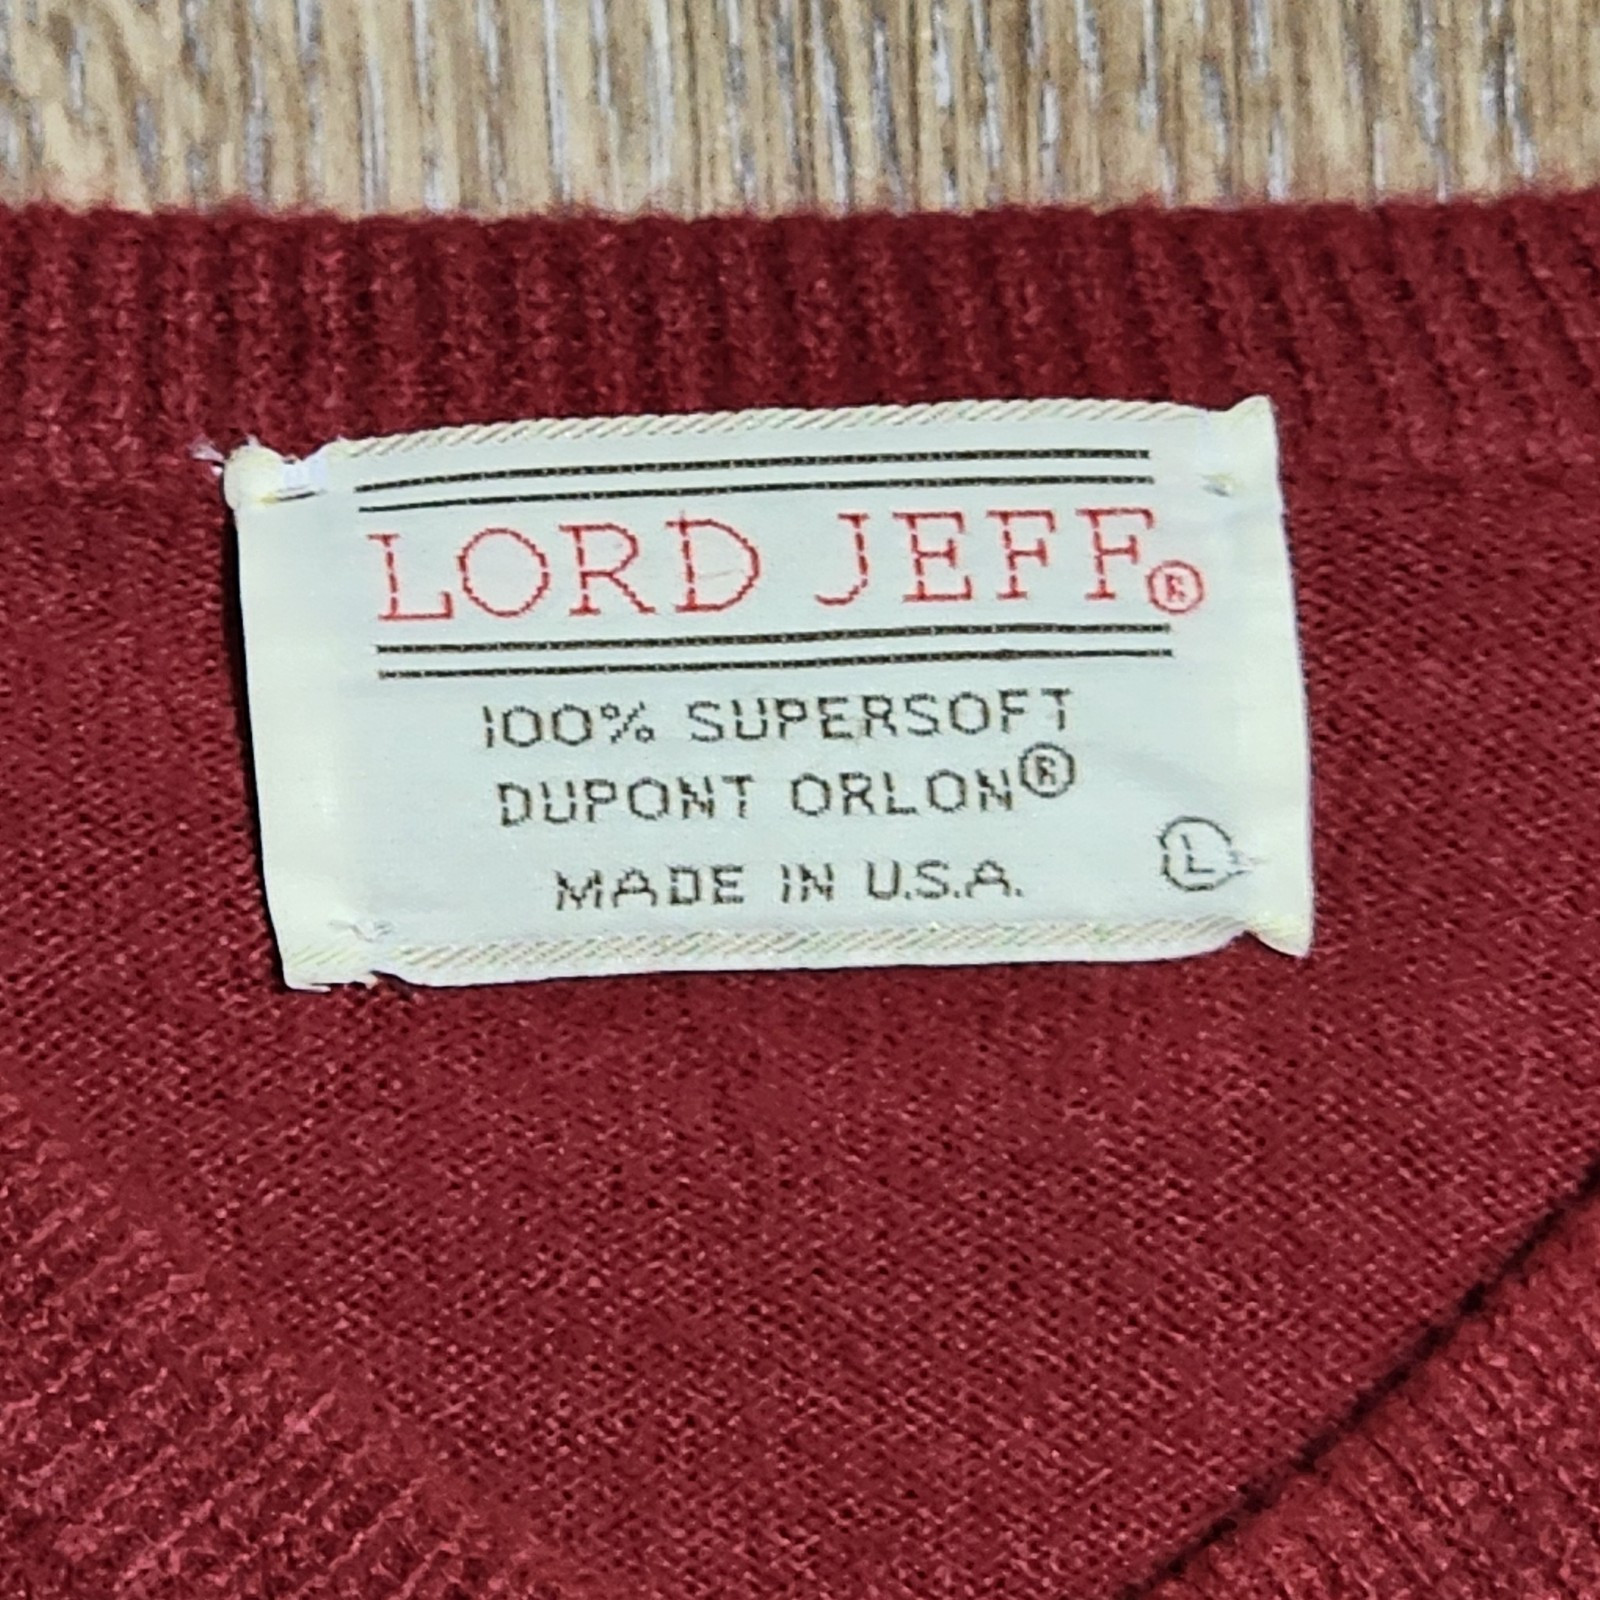 LORD JEFF®
100% SUPERSOFT
DUPONT ORLON®
MADE IN U.S.A.
L